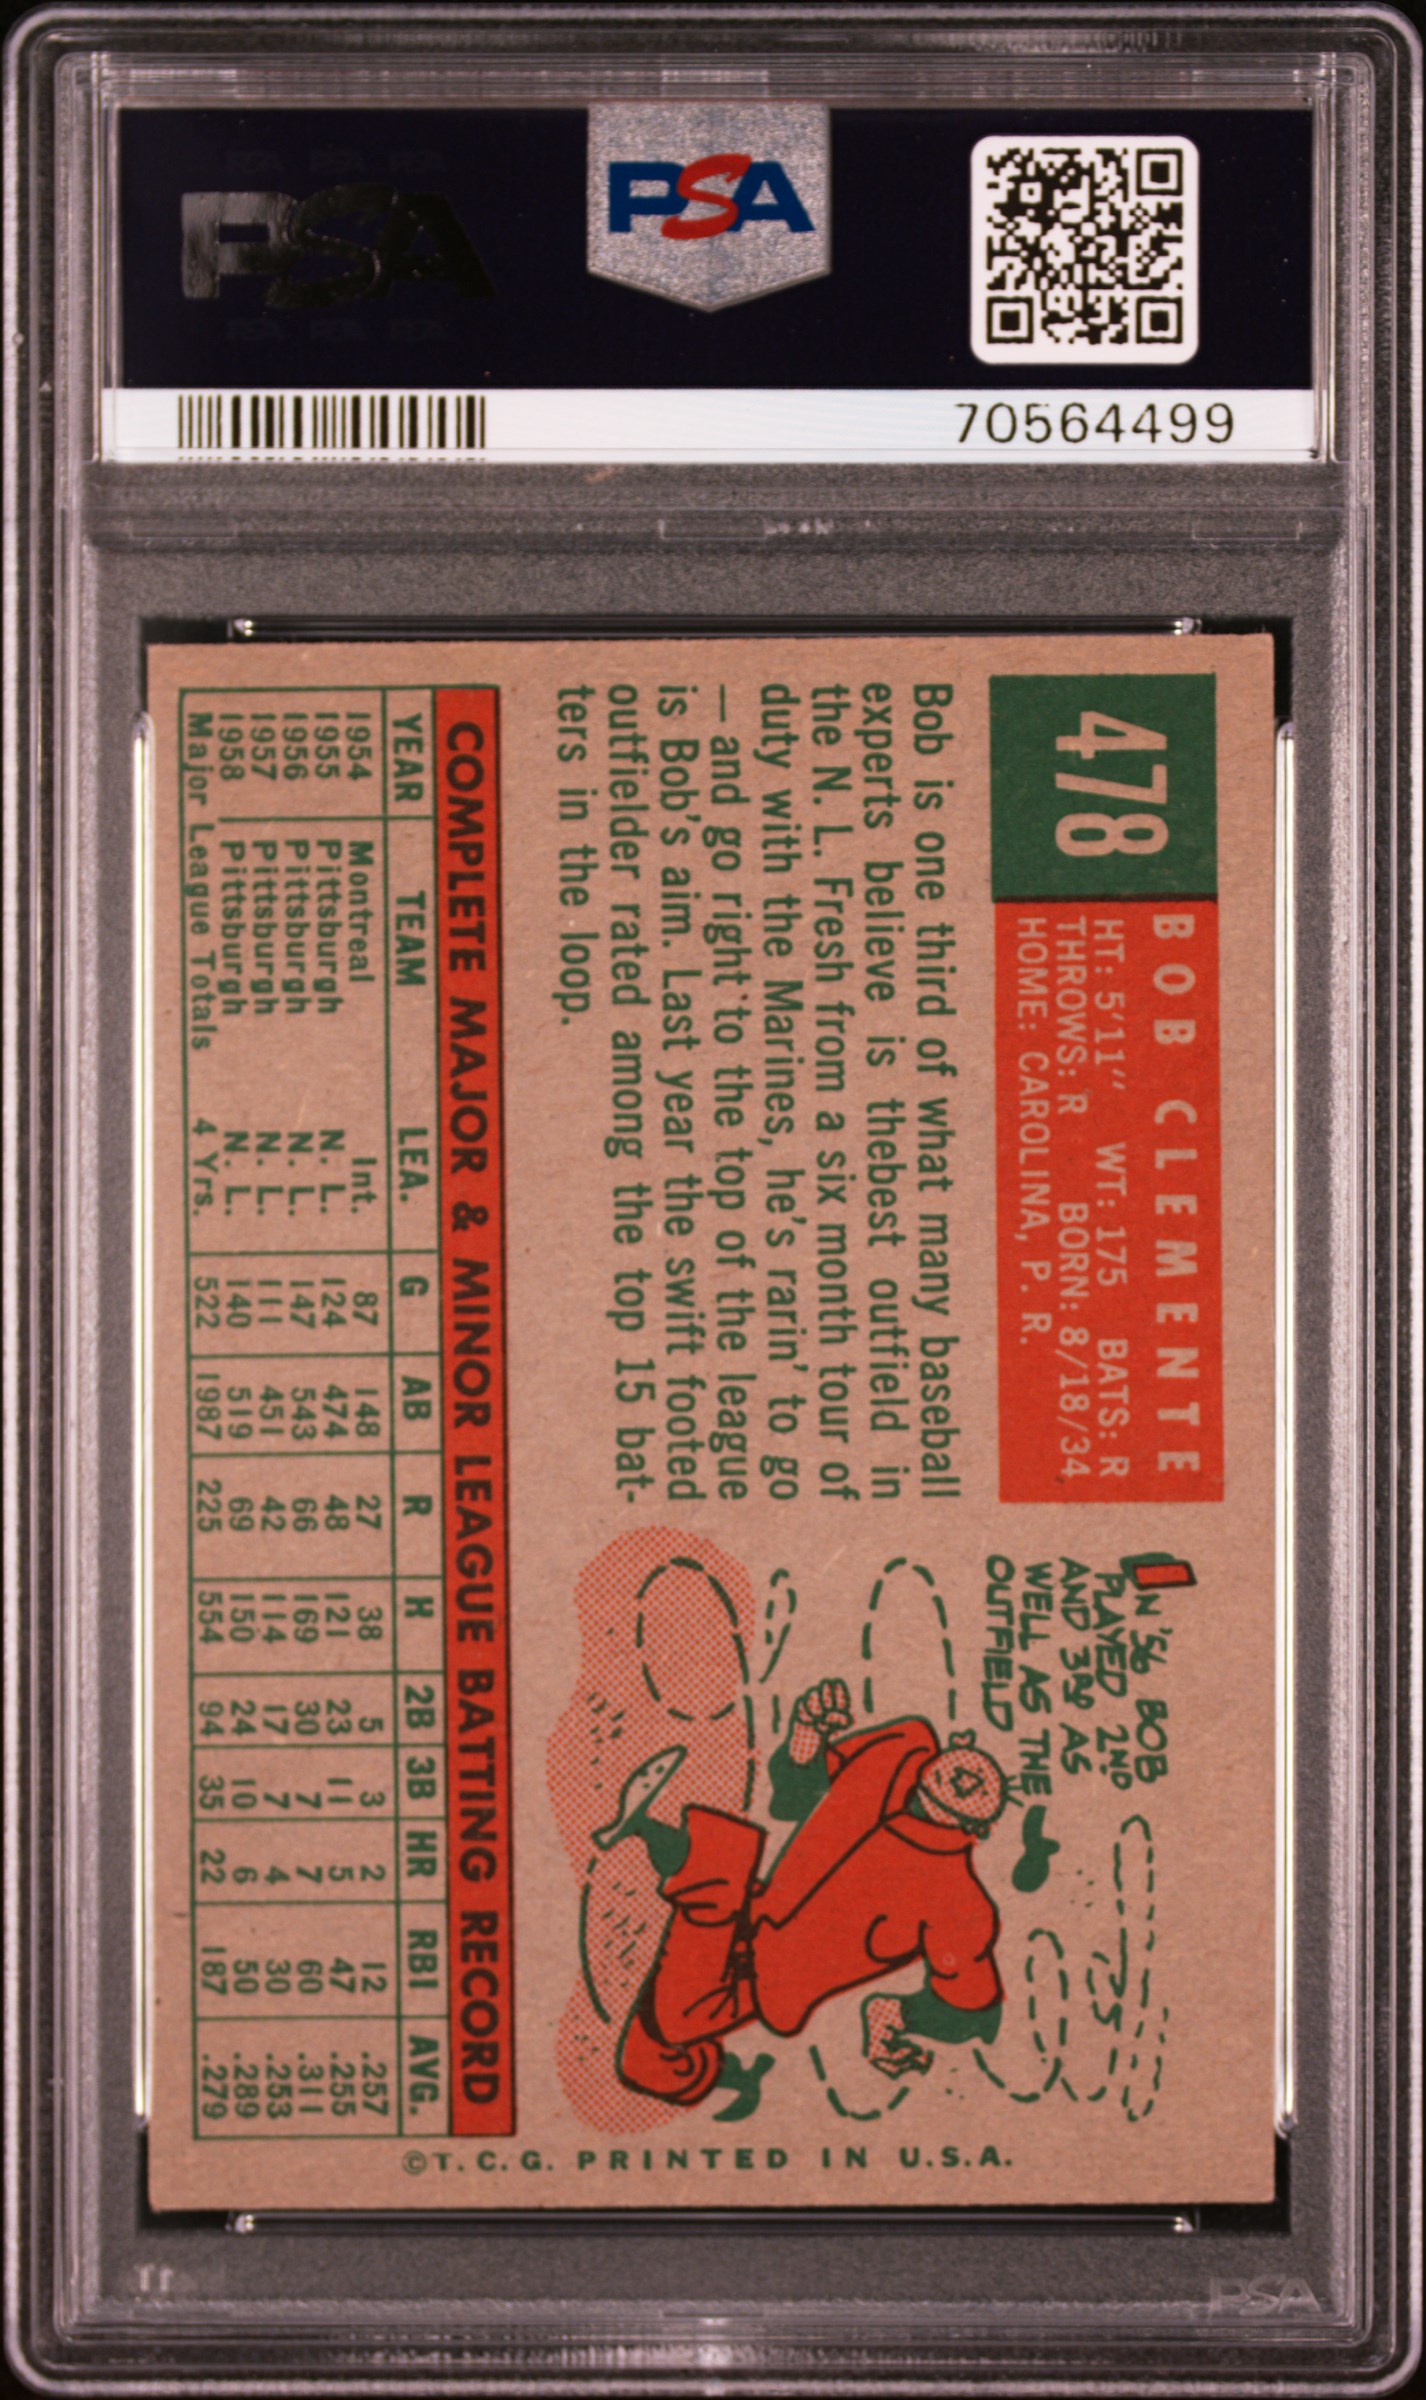 PSA
PSA
70564499
478
BOB CLEMENTE
HT: 5'11" WT: 175 BATS: R
THROWS: R BORN: 8/18/34
HOME: CAROLINA, P. R.
Bob is one third of what many baseball
experts believe is thebest outfield in
the N. L. Fresh from a six month tour of
duty with the Marines, he's rarin' to go
—and go right to the top of the league
is Bob's aim. Last year the swift footed
outfielder rated among the top 15 bat-
ters in the loop.
IN '56 BOB
PLAYED 2ND
AND 3RD AS
WELL AS THE
OUTFIELD
COMPLETE MAJOR & MINOR LEAGUE BATTING RECORD
YEAR TEAM LEA. G AB R H 2B 3B HR RBI AVG.
1954 Montreal Int. 87 148 27 38 5 3 2 12 .257
1955 Pittsburgh N. L. 124 474 48 121 23 11 5 47 .255
1956 Pittsburgh N. L. 147 543 66 169 30 7 7 60 .311
1957 Pittsburgh N. L. 111 451 42 114 17 7 4 30 .253
1958 Pittsburgh N. L. 140 519 69 150 24 10 6 50 .289
Major League Totals 4 Yrs. 522 1987 225 554 94 35 22 187 .279
©T. C. G. PRINTED IN U.S.A.
PSA